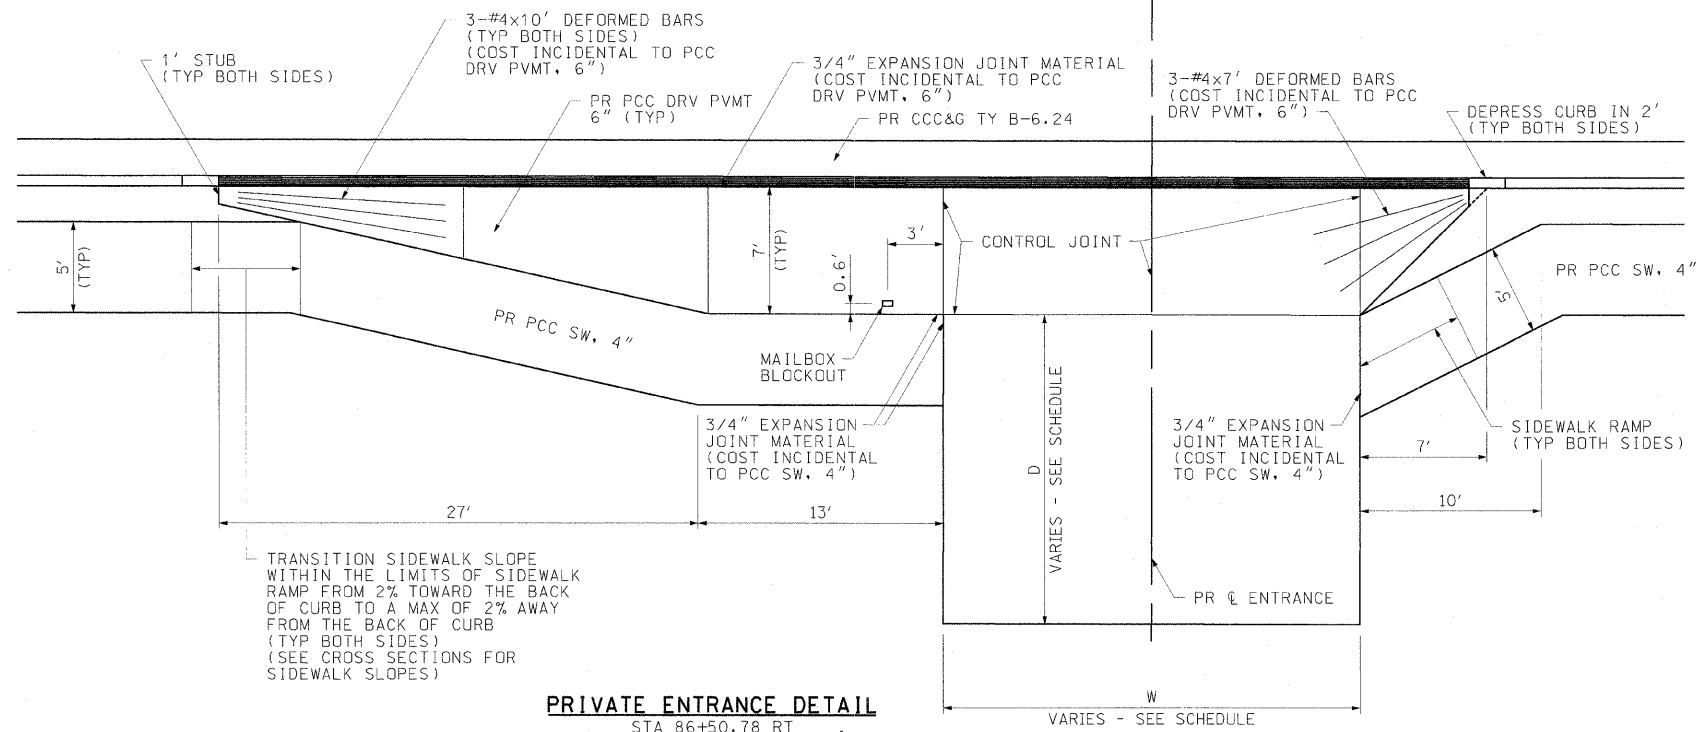 3-#4x10' DEFORMED BARS
(TYP BOTH SIDES)
(COST INCIDENTAL TO PCC
DRV PVMT, 6")
1' STUB
(TYP BOTH SIDES)
PR PCC DRV PVMT
6" (TYP)
3/4" EXPANSION JOINT MATERIAL
(COST INCIDENTAL TO PCC
DRV PVMT, 6")
PR CCC&G TY B-6.24
3-#4x7' DEFORMED BARS
(COST INCIDENTAL TO PCC
DRV PVMT, 6")
DEPRESS CURB IN 2'
(TYP BOTH SIDES)
5'
(TYP)
7'
(TYP)
3'
0.6'
CONTROL JOINT
PR PCC SW, 4"
5'
PR PCC SW, 4"
MAILBOX
BLOCKOUT
3/4" EXPANSION
JOINT MATERIAL
(COST INCIDENTAL
TO PCC SW, 4")
D
VARIES - SEE SCHEDULE
3/4" EXPANSION
JOINT MATERIAL
(COST INCIDENTAL
TO PCC SW, 4")
SIDEWALK RAMP
(TYP BOTH SIDES)
7'
10'
27'
13'
TRANSITION SIDEWALK SLOPE
WITHIN THE LIMITS OF SIDEWALK
RAMP FROM 2% TOWARD THE BACK
OF CURB TO A MAX OF 2% AWAY
FROM THE BACK OF CURB
(TYP BOTH SIDES)
(SEE CROSS SECTIONS FOR
SIDEWALK SLOPES)
PR ℄ ENTRANCE
W
VARIES - SEE SCHEDULE
PRIVATE ENTRANCE DETAIL
STA 86+50.78 RT